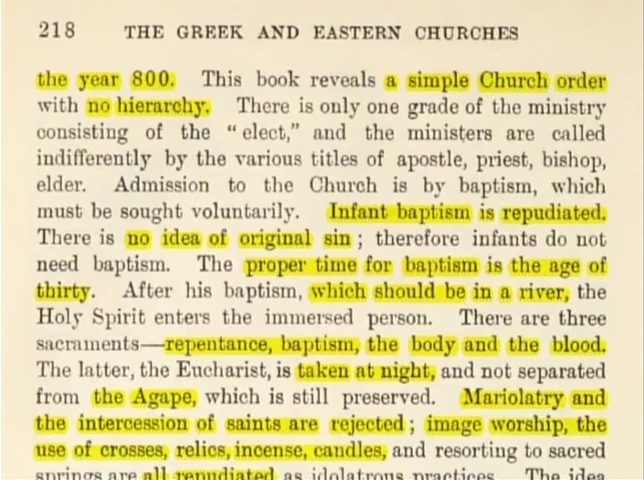 218 THE GREEK AND EASTERN CHURCHES
the year 800. This book reveals a simple Church order
with no hierarchy. There is only one grade of the ministry
consisting of the “elect,” and the ministers are called
indifferently by the various titles of apostle, priest, bishop,
elder. Admission to the Church is by baptism, which
must be sought voluntarily. Infant baptism is repudiated.
There is no idea of original sin ; therefore infants do not
need baptism. The proper time for baptism is the age of
thirty. After his baptism, which should be in a river, the
Holy Spirit enters the immersed person. There are three
sacraments—repentance, baptism, the body and the blood.
The latter, the Eucharist, is taken at night, and not separated
from the Agape, which is still preserved. Mariolatry and
the intercession of saints are rejected ; image worship, the
use of crosses, relics, incense, candles, and resorting to sacred
springs are all repudiated as idolatrous practices. The idea